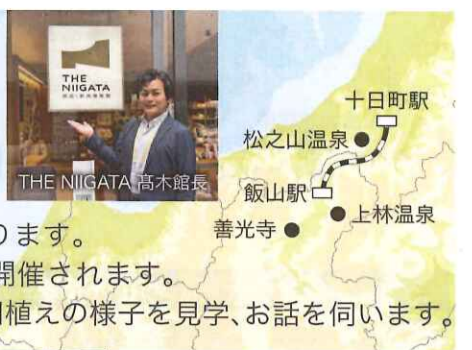 THE
NIIGATA
THE NIIGATA 髙木館長
十日町駅
松之山温泉
飯山駅
上林温泉
善光寺
ります。
開催されます。
植えの様子を見学、お話を伺います。